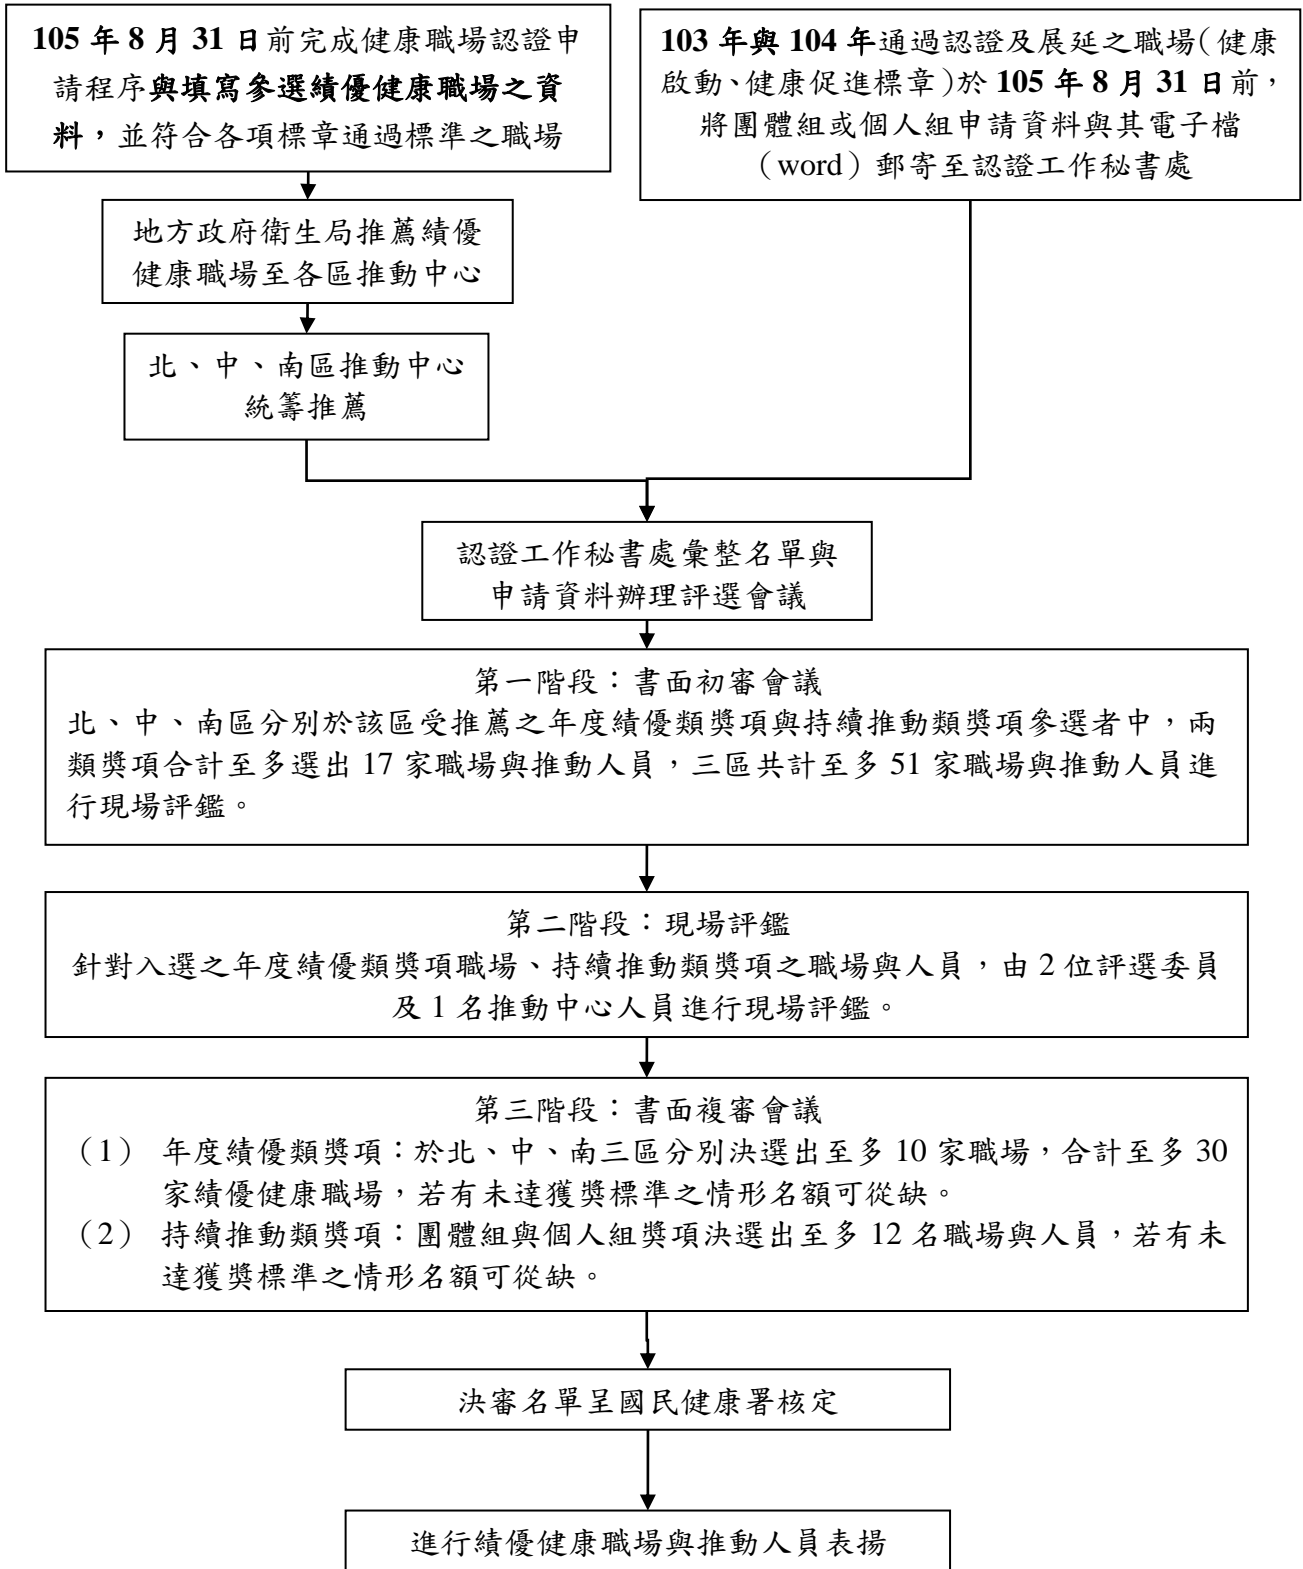 105 年 8 月 31 日前完成健康職場認證申
請程序與填寫參選績優健康職場之資
料，並符合各項標章通過標準之職場
103 年與 104 年通過認證及展延之職場(健康
啟動、健康促進標章)於 105 年 8 月 31 日前，
將團體組或個人組申請資料與其電子檔
（word）郵寄至認證工作秘書處
地方政府衛生局推薦績優
健康職場至各區推動中心
北、中、南區推動中心
統籌推薦
認證工作秘書處彙整名單與
申請資料辦理評選會議
第一階段：書面初審會議
北、中、南區分別於該區受推薦之年度績優類獎項與持續推動類獎項參選者中，兩
類獎項合計至多選出 17 家職場與推動人員，三區共計至多 51 家職場與推動人員進
行現場評鑑。
第二階段：現場評鑑
針對入選之年度績優類獎項職場、持續推動類獎項之職場與人員，由 2 位評選委員
及 1 名推動中心人員進行現場評鑑。
第三階段：書面複審會議
（1） 年度績優類獎項：於北、中、南三區分別決選出至多 10 家職場，合計至多 30
家績優健康職場，若有未達獲獎標準之情形名額可從缺。
（2） 持續推動類獎項：團體組與個人組獎項決選出至多 12 名職場與人員，若有未
達獲獎標準之情形名額可從缺。
決審名單呈國民健康署核定
進行績優健康職場與推動人員表揚